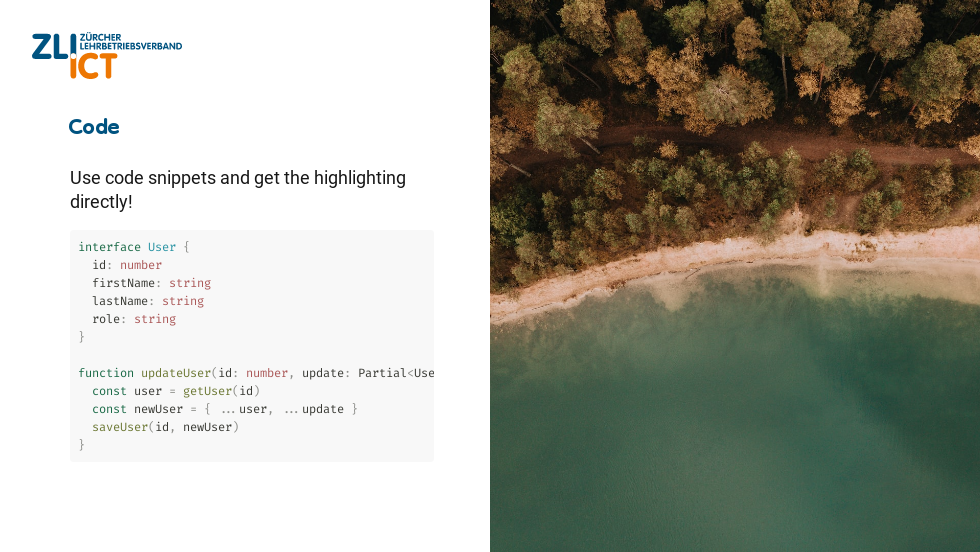 ZLI ZÜRCHER
LEHRBETRIEBSVERBAND
ICT
Code
Use code snippets and get the highlighting
directly!
interface User {
  id: number
  firstName: string
  lastName: string
  role: string
}

function updateUser(id: number, update: Partial<Use
  const user = getUser(id)
  const newUser = { ...user, ...update }
  saveUser(id, newUser)
}